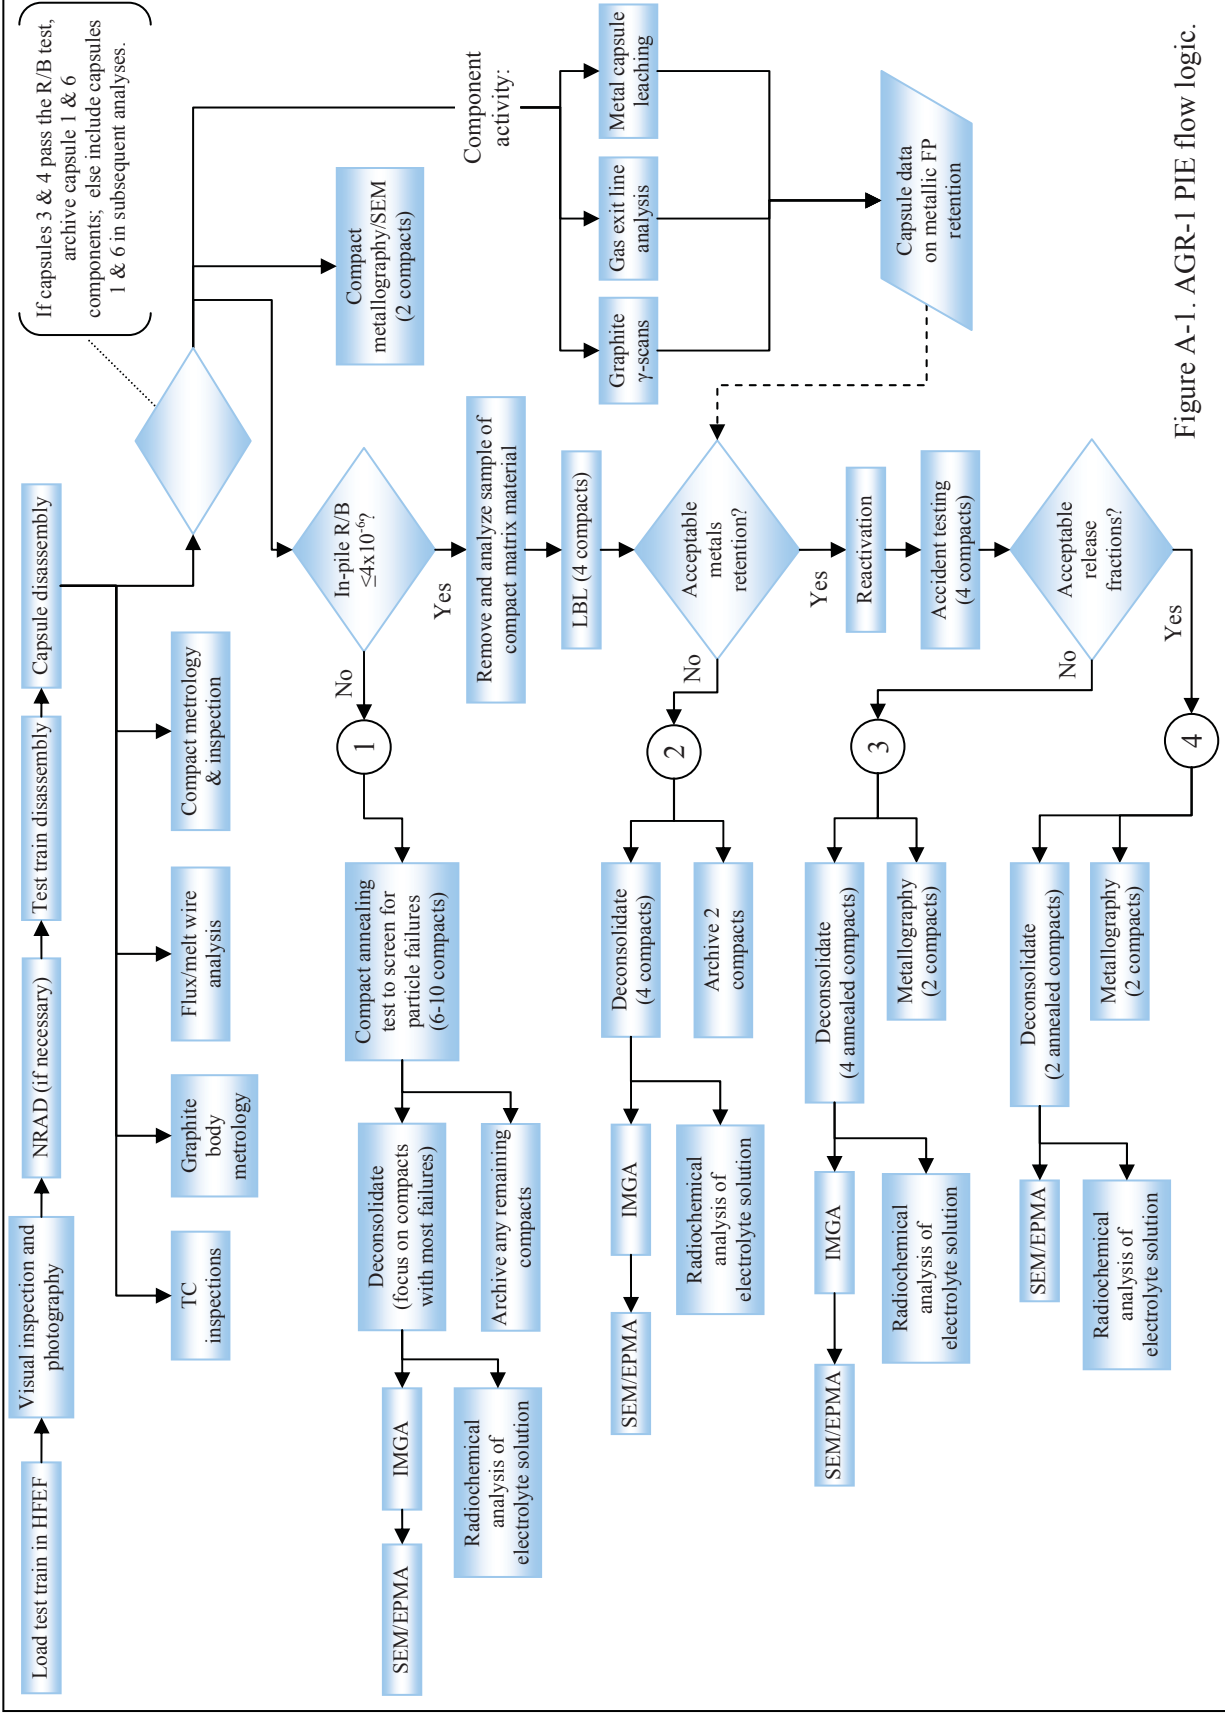 Load test train in HFEF
Visual inspection and
photography
NRAD (if necessary)
Test train disassembly
Capsule disassembly
If capsules 3 & 4 pass the R/B test,
archive capsule 1 & 6
components; else include capsules
1 & 6 in subsequent analyses.
TC
inspections
Graphite
body
metrology
Flux/melt wire
analysis
Compact metrology
& inspection
Compact
metallography/SEM
(2 compacts)
Component
activity:
Graphite
γ-scans
Gas exit line
analysis
Metal capsule
leaching
Capsule data
on metallic FP
retention
In-pile R/B
≤4x10⁻⁶?
No
Yes
1
Compact annealing
test to screen for
particle failures
(6-10 compacts)
Deconsolidate
(focus on compacts
with most failures)
Archive any remaining
compacts
IMGA
SEM/EPMA
Radiochemical
analysis of
electrolyte solution
Remove and analyze sample of
compact matrix material
LBL (4 compacts)
Acceptable
metals
retention?
No
Yes
2
Deconsolidate
(4 compacts)
Archive 2
compacts
IMGA
SEM/EPMA
Radiochemical
analysis of
electrolyte solution
Reactivation
Accident testing
(4 compacts)
Acceptable
release
fractions?
No
Yes
3
Deconsolidate
(4 annealed compacts)
Metallography
(2 compacts)
IMGA
SEM/EPMA
Radiochemical
analysis of
electrolyte solution
4
Deconsolidate
(2 annealed compacts)
Metallography
(2 compacts)
SEM/EPMA
Radiochemical
analysis of
electrolyte solution
Figure A-1. AGR-1 PIE flow logic.